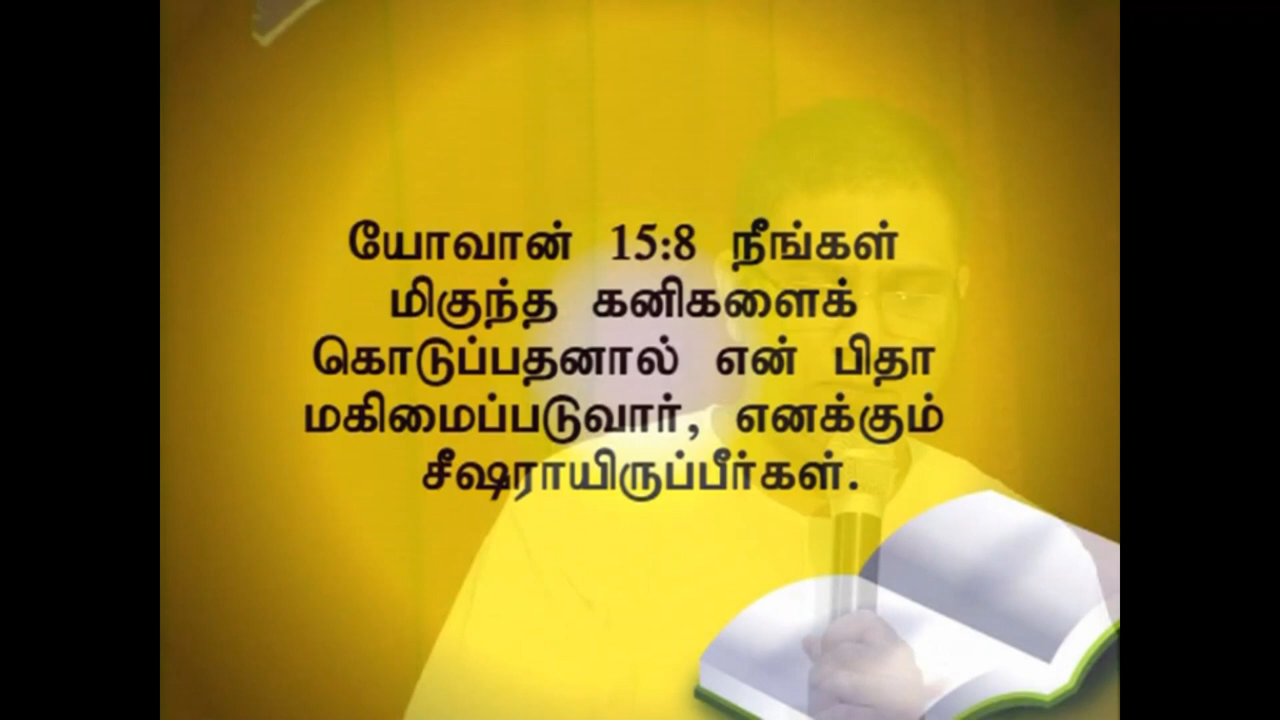 யோவான் 15:8 நீங்கள்
மிகுந்த கனிகளைக்
கொடுப்பதனால் என் பிதா
மகிமைப்படுவார், எனக்கும்
சீஷராயிருப்பீர்கள்.